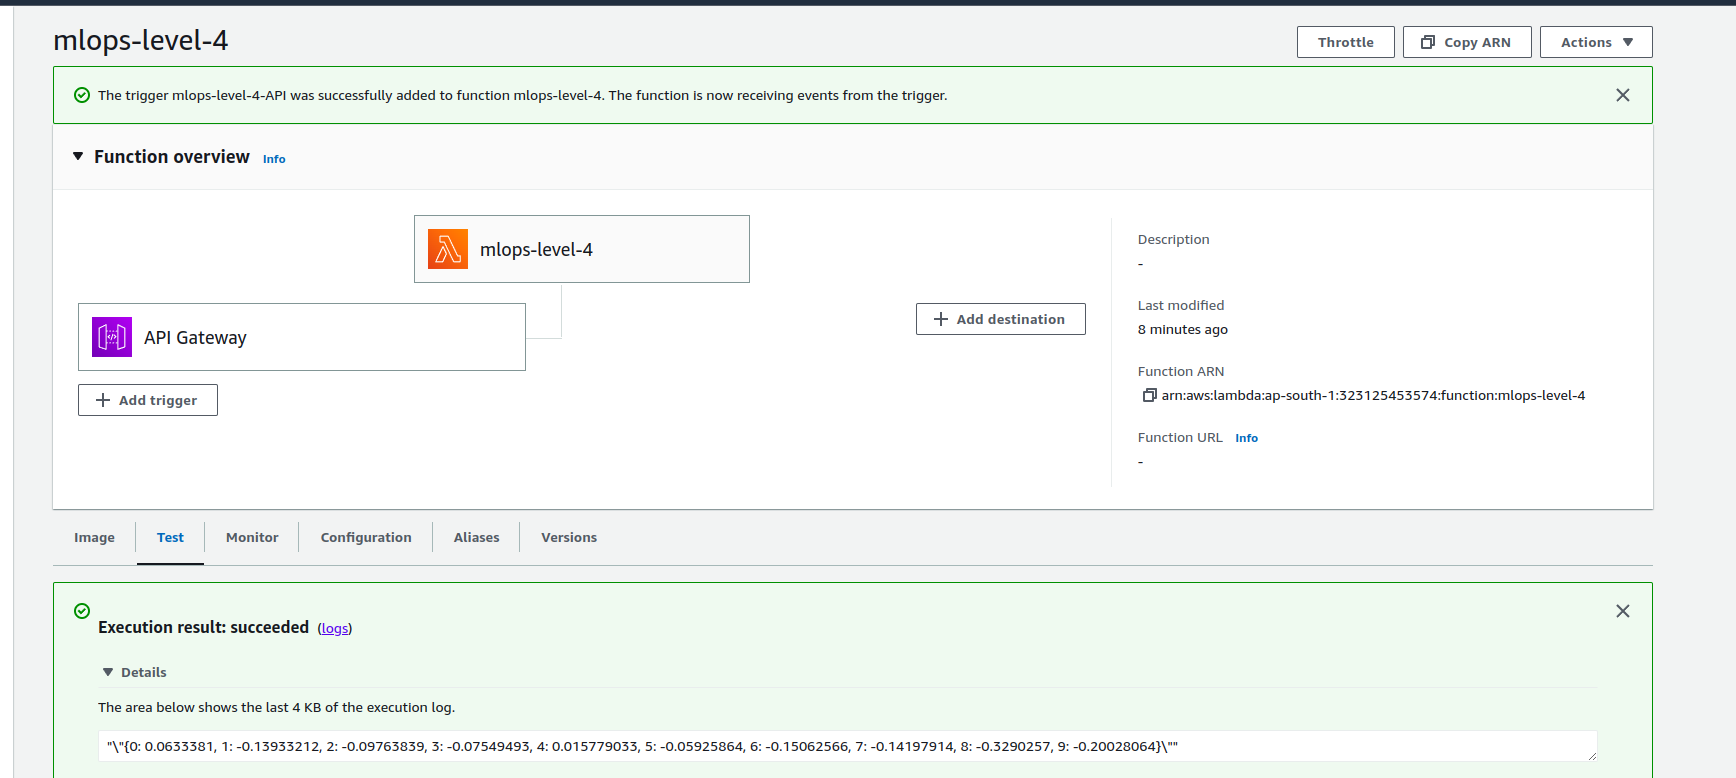 mlops-level-4
Throttle
Copy ARN
Actions
The trigger mlops-level-4-API was successfully added to function mlops-level-4. The function is now receiving events from the trigger.
Function overview Info
mlops-level-4
API Gateway
Add trigger
Add destination
Description
-
Last modified
8 minutes ago
Function ARN
arn:aws:lambda:ap-south-1:323125453574:function:mlops-level-4
Function URL Info
-
Image
Test
Monitor
Configuration
Aliases
Versions
Execution result: succeeded (logs)
Details
The area below shows the last 4 KB of the execution log.
"\"{0: 0.0633381, 1: -0.13933212, 2: -0.09763839, 3: -0.07549493, 4: 0.015779033, 5: -0.05925864, 6: -0.15062566, 7: -0.14197914, 8: -0.3290257, 9: -0.20028064}\""